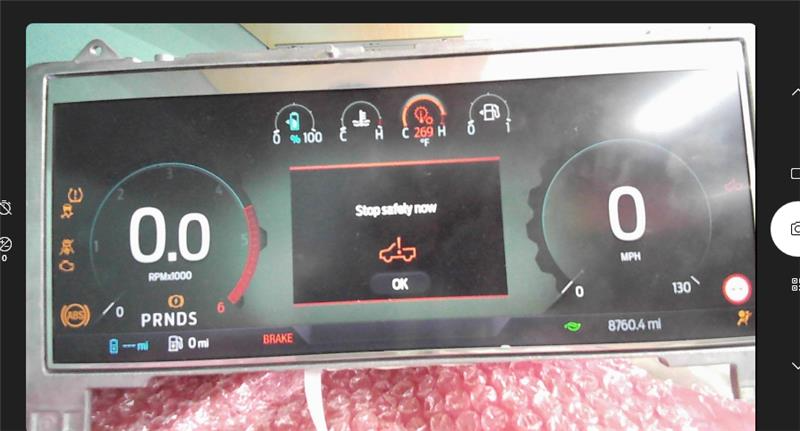 0 % 100
C H
C 269 H
°F
0 1
Stop safely now
OK
0.0
RPMx1000
0 1 2 3 4 5 6
PRNDS
ABS
0
MPH
0 130
--- mi
0 mi
BRAKE
8760.4 mi
0